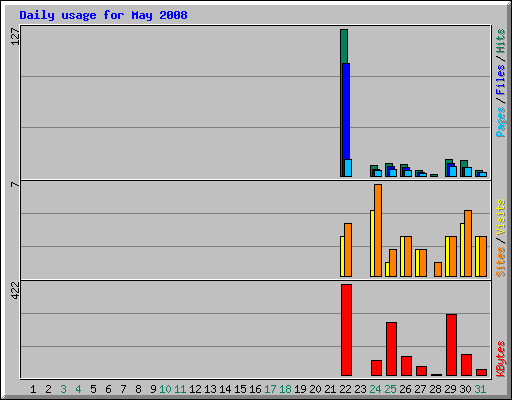 Daily usage for May 2008
127
Pages / Files / Hits
7
Sites / Visits
422
KBytes
1 2 3 4 5 6 7 8 9 10 11 12 13 14 15 16 17 18 19 20 21 22 23 24 25 26 27 28 29 30 31